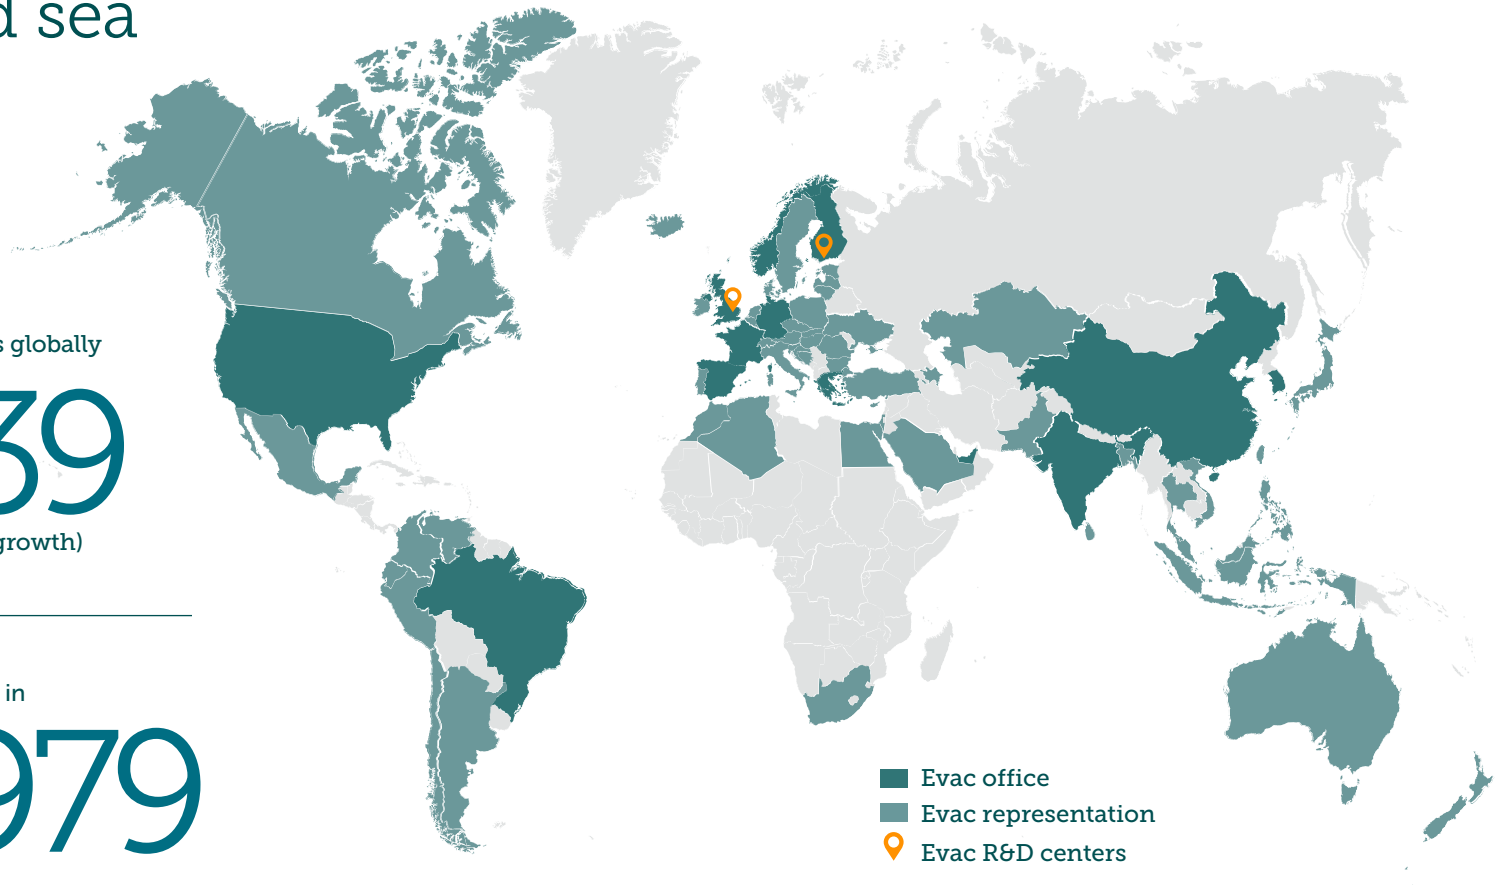 d sea
s globally
39
growth)
in
979
Evac office
Evac representation
Evac R&D centers